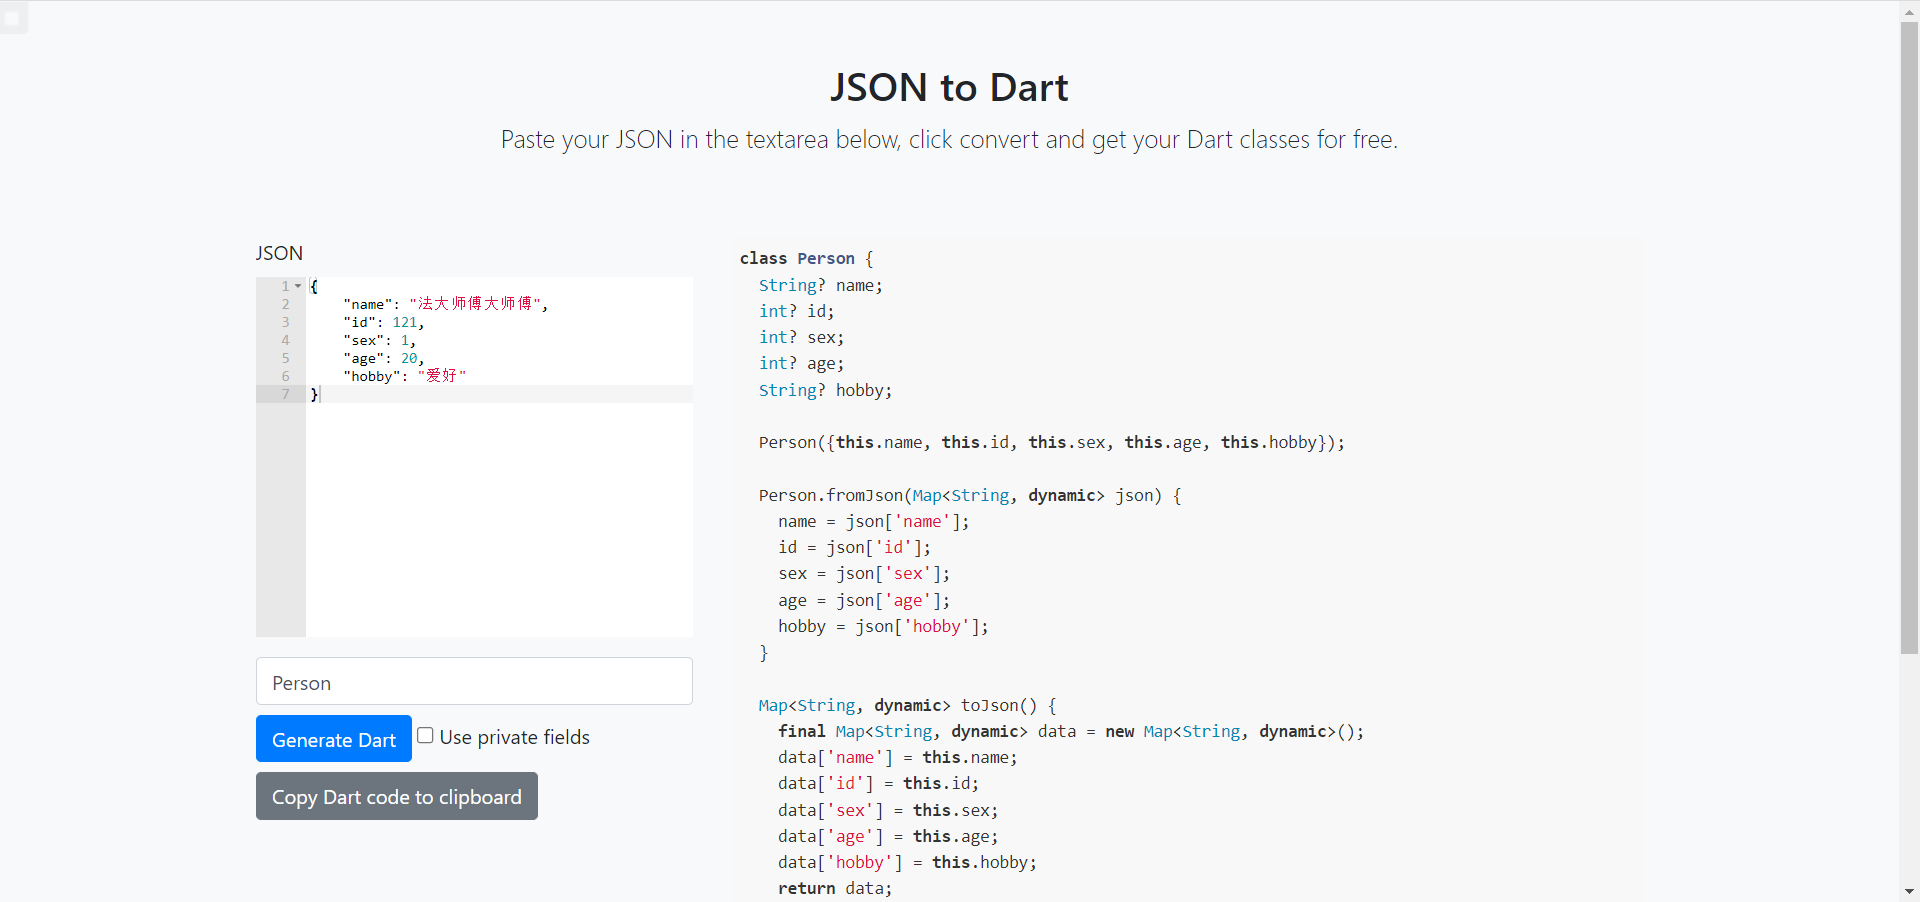 JSON to Dart
Paste your JSON in the textarea below, click convert and get your Dart classes for free.
JSON
1 {
2     "name": "法大师傅大师傅",
3     "id": 121,
4     "sex": 1,
5     "age": 20,
6     "hobby": "爱好"
7 }
Person
Generate Dart Use private fields
Copy Dart code to clipboard
class Person {
  String? name;
  int? id;
  int? sex;
  int? age;
  String? hobby;
  Person({this.name, this.id, this.sex, this.age, this.hobby});
  Person.fromJson(Map<String, dynamic> json) {
    name = json['name'];
    id = json['id'];
    sex = json['sex'];
    age = json['age'];
    hobby = json['hobby'];
  }
  Map<String, dynamic> toJson() {
    final Map<String, dynamic> data = new Map<String, dynamic>();
    data['name'] = this.name;
    data['id'] = this.id;
    data['sex'] = this.sex;
    data['age'] = this.age;
    data['hobby'] = this.hobby;
    return data;